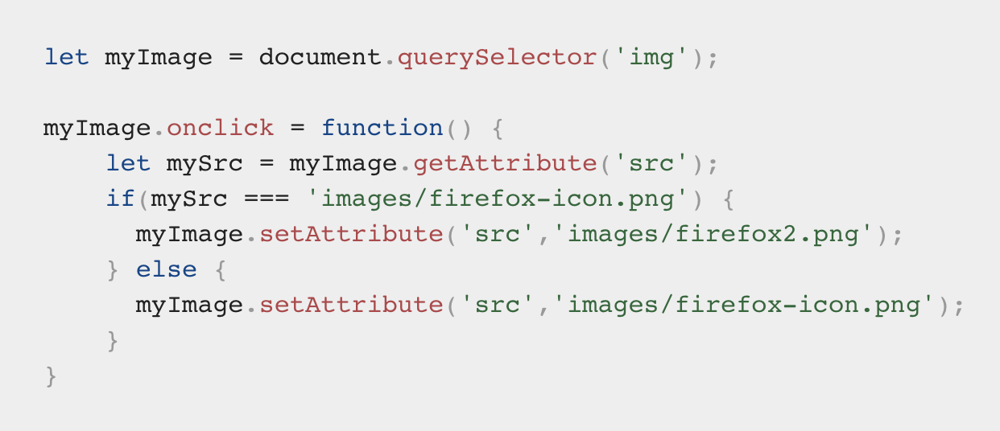 let myImage = document.querySelector('img');

myImage.onclick = function() {
    let mySrc = myImage.getAttribute('src');
    if(mySrc === 'images/firefox-icon.png') {
      myImage.setAttribute('src','images/firefox2.png');
    } else {
      myImage.setAttribute('src','images/firefox-icon.png');
    }
}